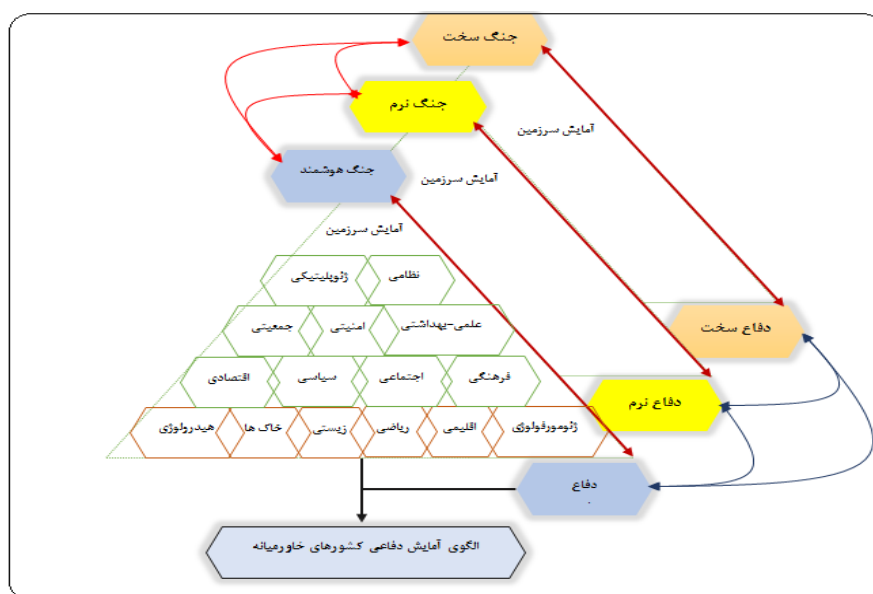 جنگ سخت
جنگ نرم
آمایش سرزمین
جنگ هوشمند
آمایش سرزمین
آمایش سرزمین
نظامی
ژئوپلیتیکی
علمی-بهداشتی
امنیتی
جمعیتی
دفاع سخت
فرهنگی
اجتماعی
سیاسی
اقتصادی
دفاع نرم
ژئومورفولوژی
اقلیمی
ریاضی
زیستی
خاک ها
هیدرولوژی
دفاع
.
الگوی آمایش دفاعی کشورهای خاورمیانه